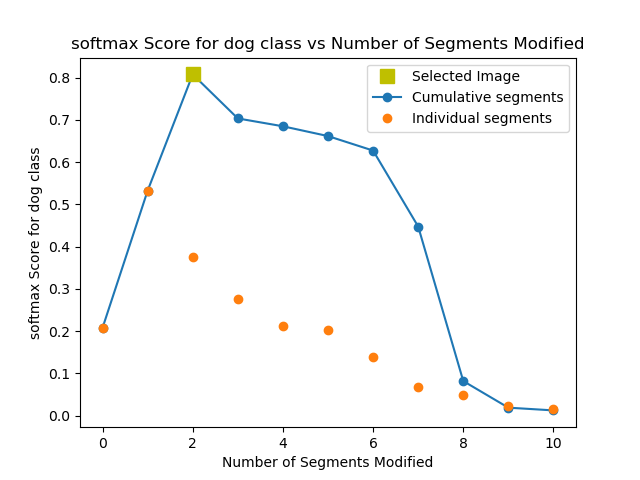 softmax Score for dog class vs Number of Segments Modified
Selected Image
Cumulative segments
Individual segments
softmax Score for dog class
0.8
0.7
0.6
0.5
0.4
0.3
0.2
0.1
0.0
0 2 4 6 8 10
Number of Segments Modified